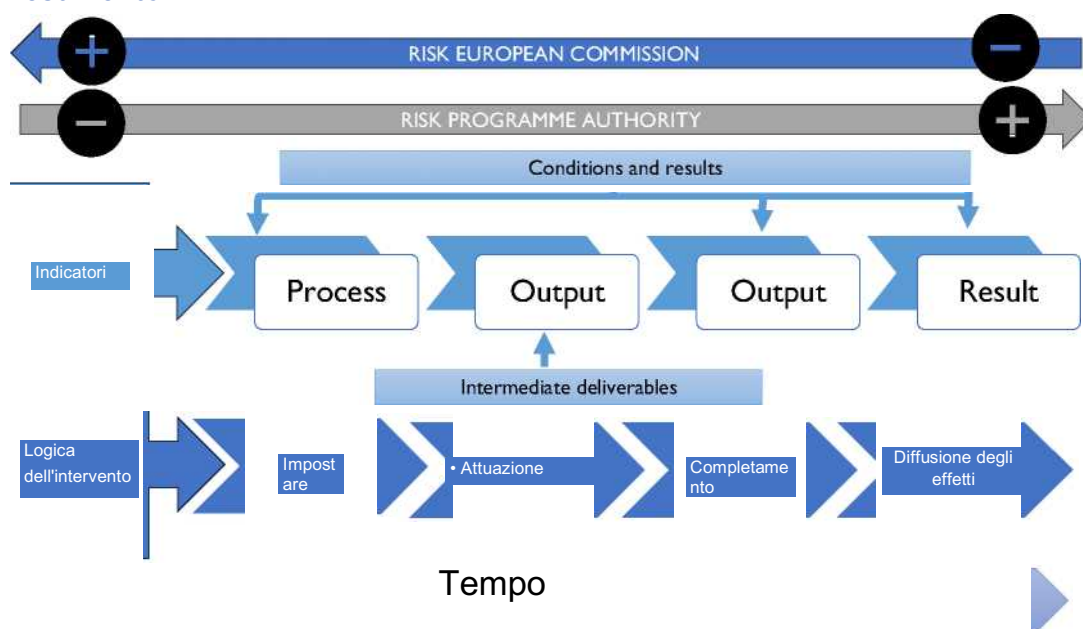 RISK EUROPEAN COMMISSION
RISK PROGRAMME AUTHORITY
Conditions and results
Indicatori
Process
Output
Output
Result
Intermediate deliverables
Logica
dell'intervento
Impost
are
• Attuazione
Completame
nto
Diffusione degli
effetti
Tempo